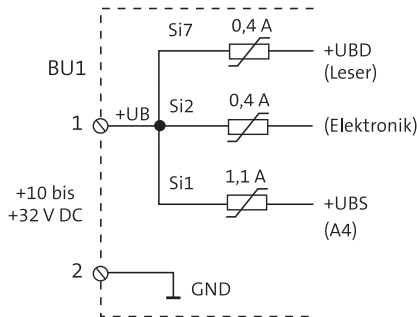 Si7
0,4 A
+UBD
(Leser)
BU1
1
+UB
Si2
0,4 A
(Elektronik)
Si1
1,1 A
+UBS
(A4)
+10 bis
+32 V DC
2
GND